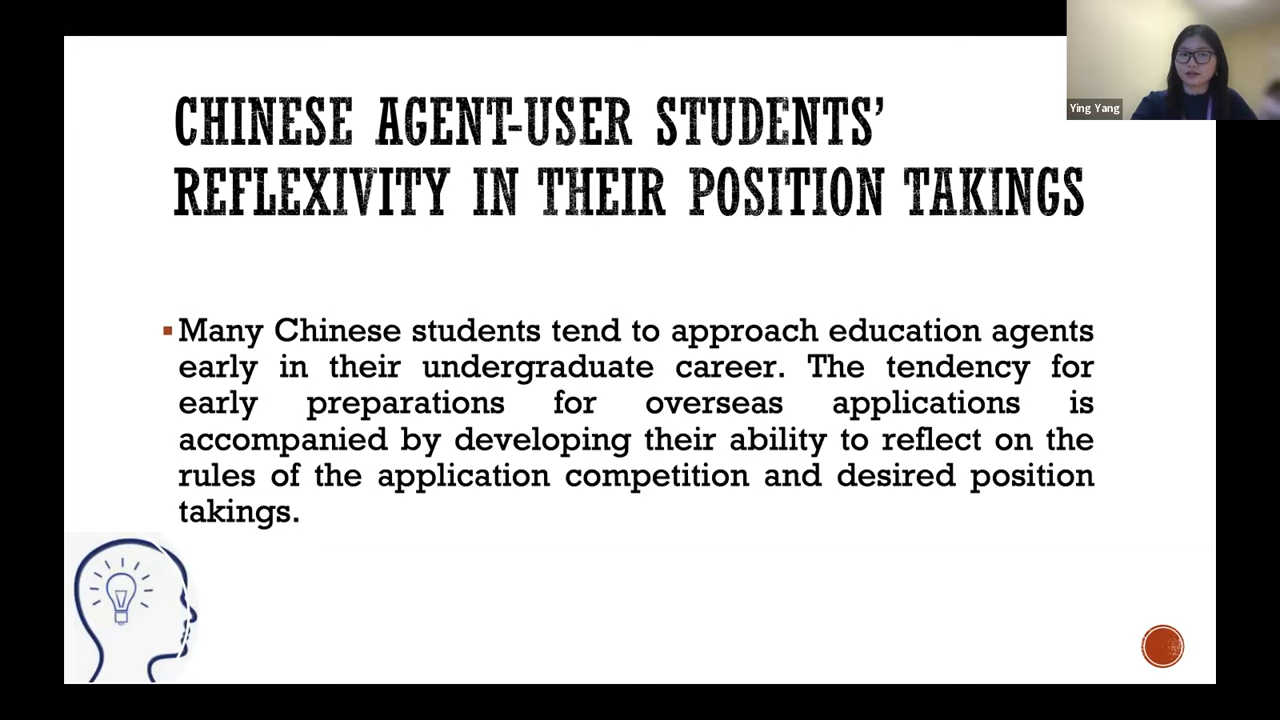 CHINESE AGENT-USER STUDENTS'
REFLEXIVITY IN THEIR POSITION TAKINGS
Ying Yang
Many Chinese students tend to approach education agents
early in their undergraduate career. The tendency for
early preparations for overseas applications is
accompanied by developing their ability to reflect on the
rules of the application competition and desired position
takings.